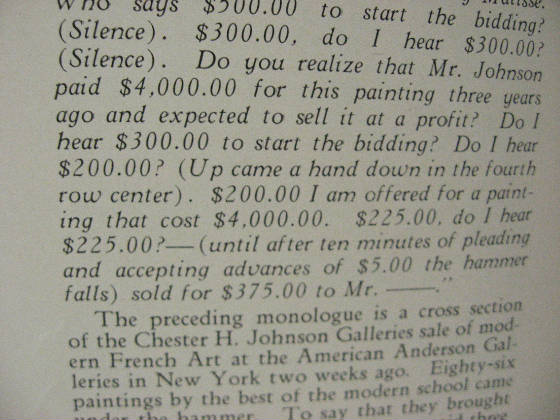 who says $500.00 to start the bidding?
(Silence). $300.00, do I hear $300.00?
(Silence). Do you realize that Mr. Johnson
paid $4,000.00 for this painting three years
ago and expected to sell it at a profit? Do I
hear $300.00 to start the bidding? Do I hear
$200.00? (Up came a hand down in the fourth
row center). $200.00 I am offered for a paint-
ing that cost $4,000.00. $225.00, do I hear
$225.00?—(until after ten minutes of pleading
and accepting advances of $5.00 the hammer
falls) sold for $375.00 to Mr. ——."
The preceding monologue is a cross section
of the Chester H. Johnson Galleries sale of mod-
ern French Art at the American Anderson Gal-
leries in New York two weeks ago. Eighty-six
paintings by the best of the modern school came
under the hammer. To say that they brought